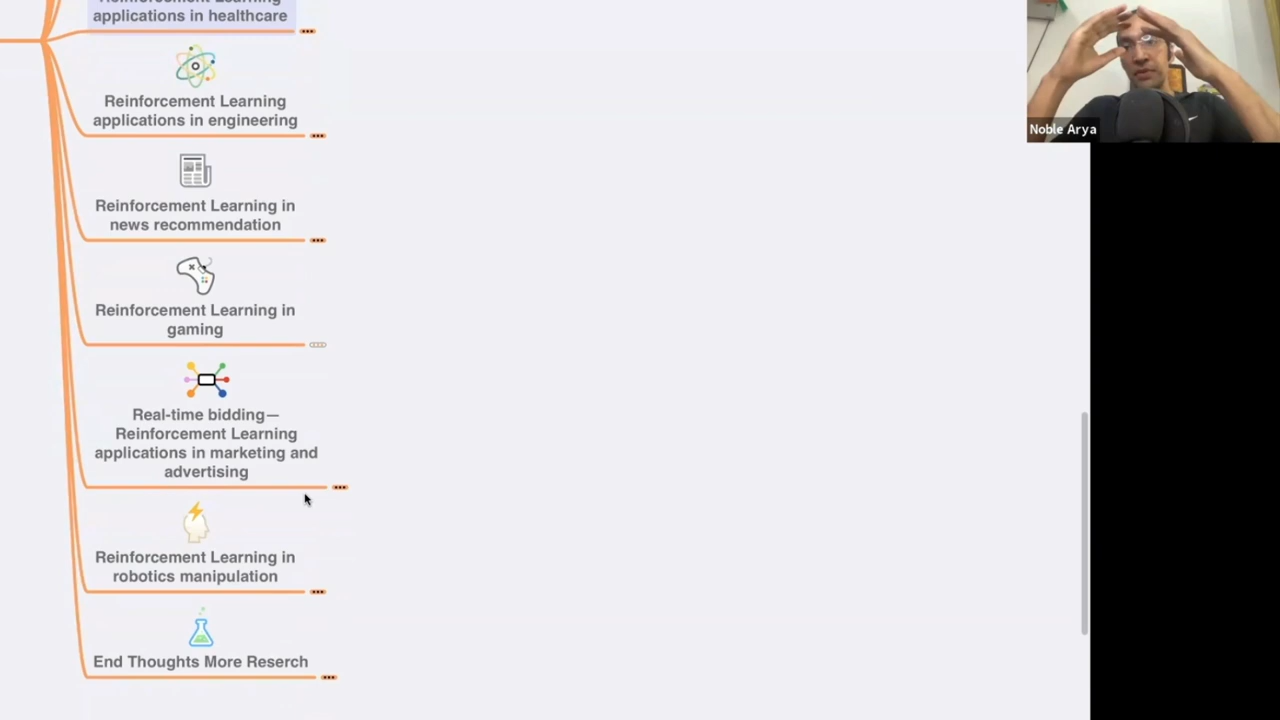 Reinforcement Learning
applications in healthcare
Noble Arya
Reinforcement Learning
applications in engineering
Reinforcement Learning in
news recommendation
Reinforcement Learning in
gaming
Real-time bidding—
Reinforcement Learning
applications in marketing and
advertising
Reinforcement Learning in
robotics manipulation
End Thoughts More Reserch